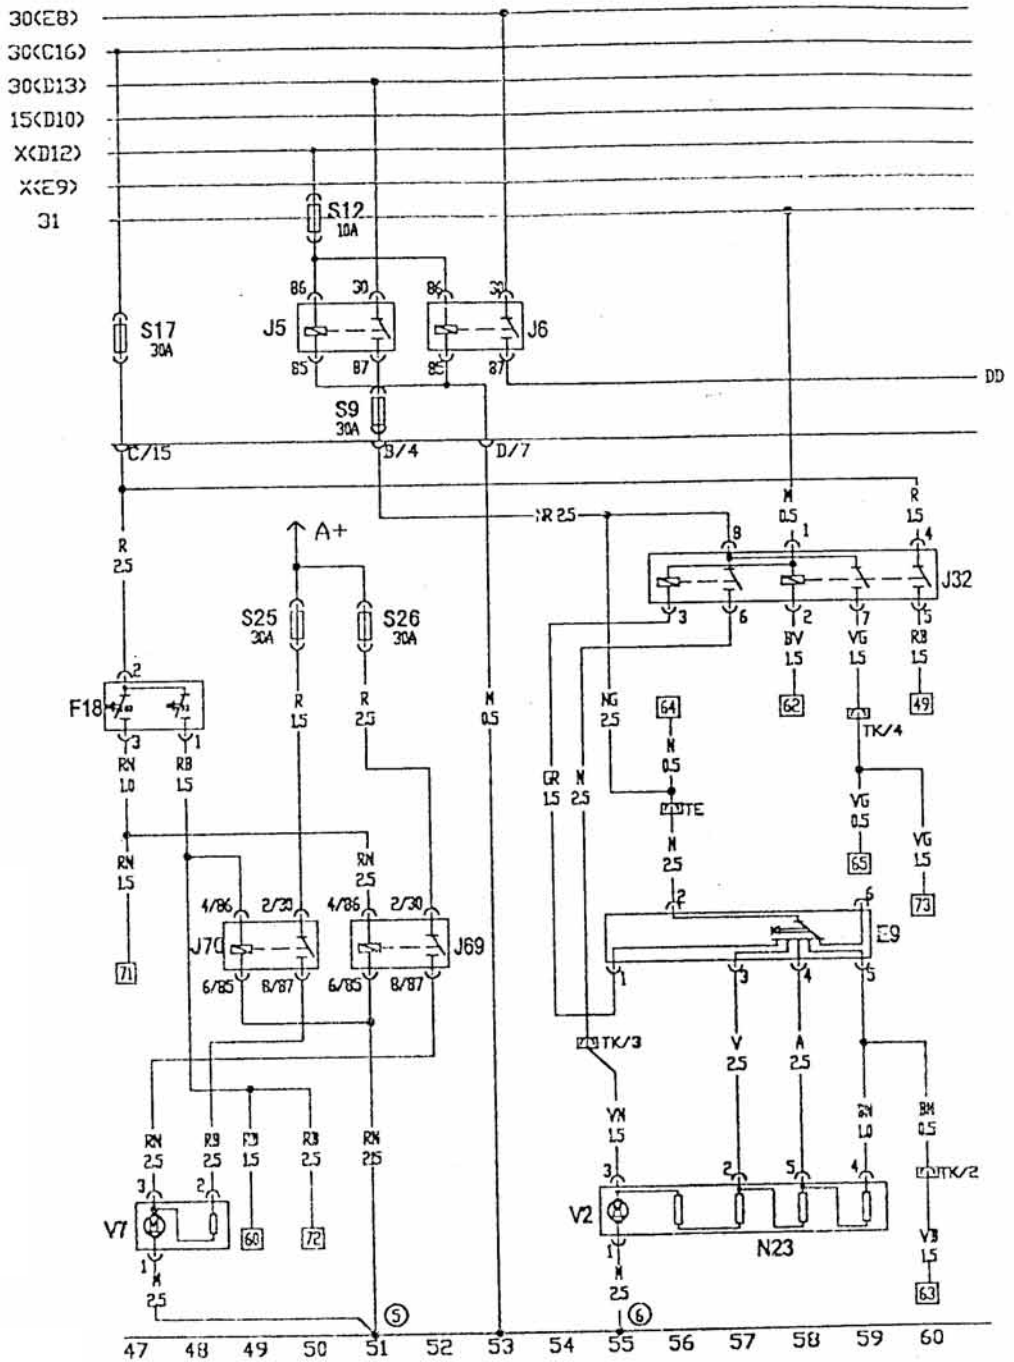 30(E8)
30(C16)
30(D13)
15(D10)
X(D12)
X(E9)
31
S12
10A
86 30 86 30
J5 J6
S17
30A
85 87 85 87
DD
S9
30A
C/15 B/4 D/7
NR 2.5
M
0.5
R
1.5
8 1 4
R
2.5
A+
J32
3 6 2 7 5
S25
30A
S26
30A
BV
1.5
VG
1.5
RB
1.5
2
F18
3 1
R
1.5
R
2.5
M
0.5
NG
2.5
64
62
49
TK/4
RN
1.0
RB
1.5
N
0.5
GR
1.5
N
2.5
TE
VG
0.5
65
VG
1.5
73
RN
1.5
RN
2.5
N
2.5
4/86 2/30 4/86 2/30
2 6
J70 J69
E9
71
6/85 8/87 6/85 8/87
1 3 4 5
TK/3
V
2.5
A
2.5
RN
2.5
RB
2.5
1.5
RB
2.5
RN
2.5
VN
1.5
1.0
0.5
TK/2
3 2
3 2 5 4
V7
60
72
V2
N23
VB
1.5
63
1
M
2.5
1
M
2.5
5
6
47 48 49 50 51 52 53 54 55 56 57 58 59 60